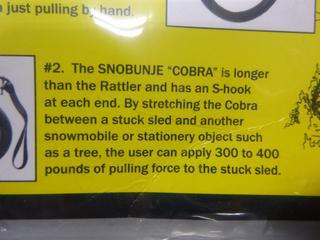 just pulling by hand.
#2. The SNOBUNJE “COBRA” is longer
than the Rattler and has an S-hook
at each end. By stretching the Cobra
between a stuck sled and another
snowmobile or stationery object such
as a tree, the user can apply 300 to 400
pounds of pulling force to the stuck sled.